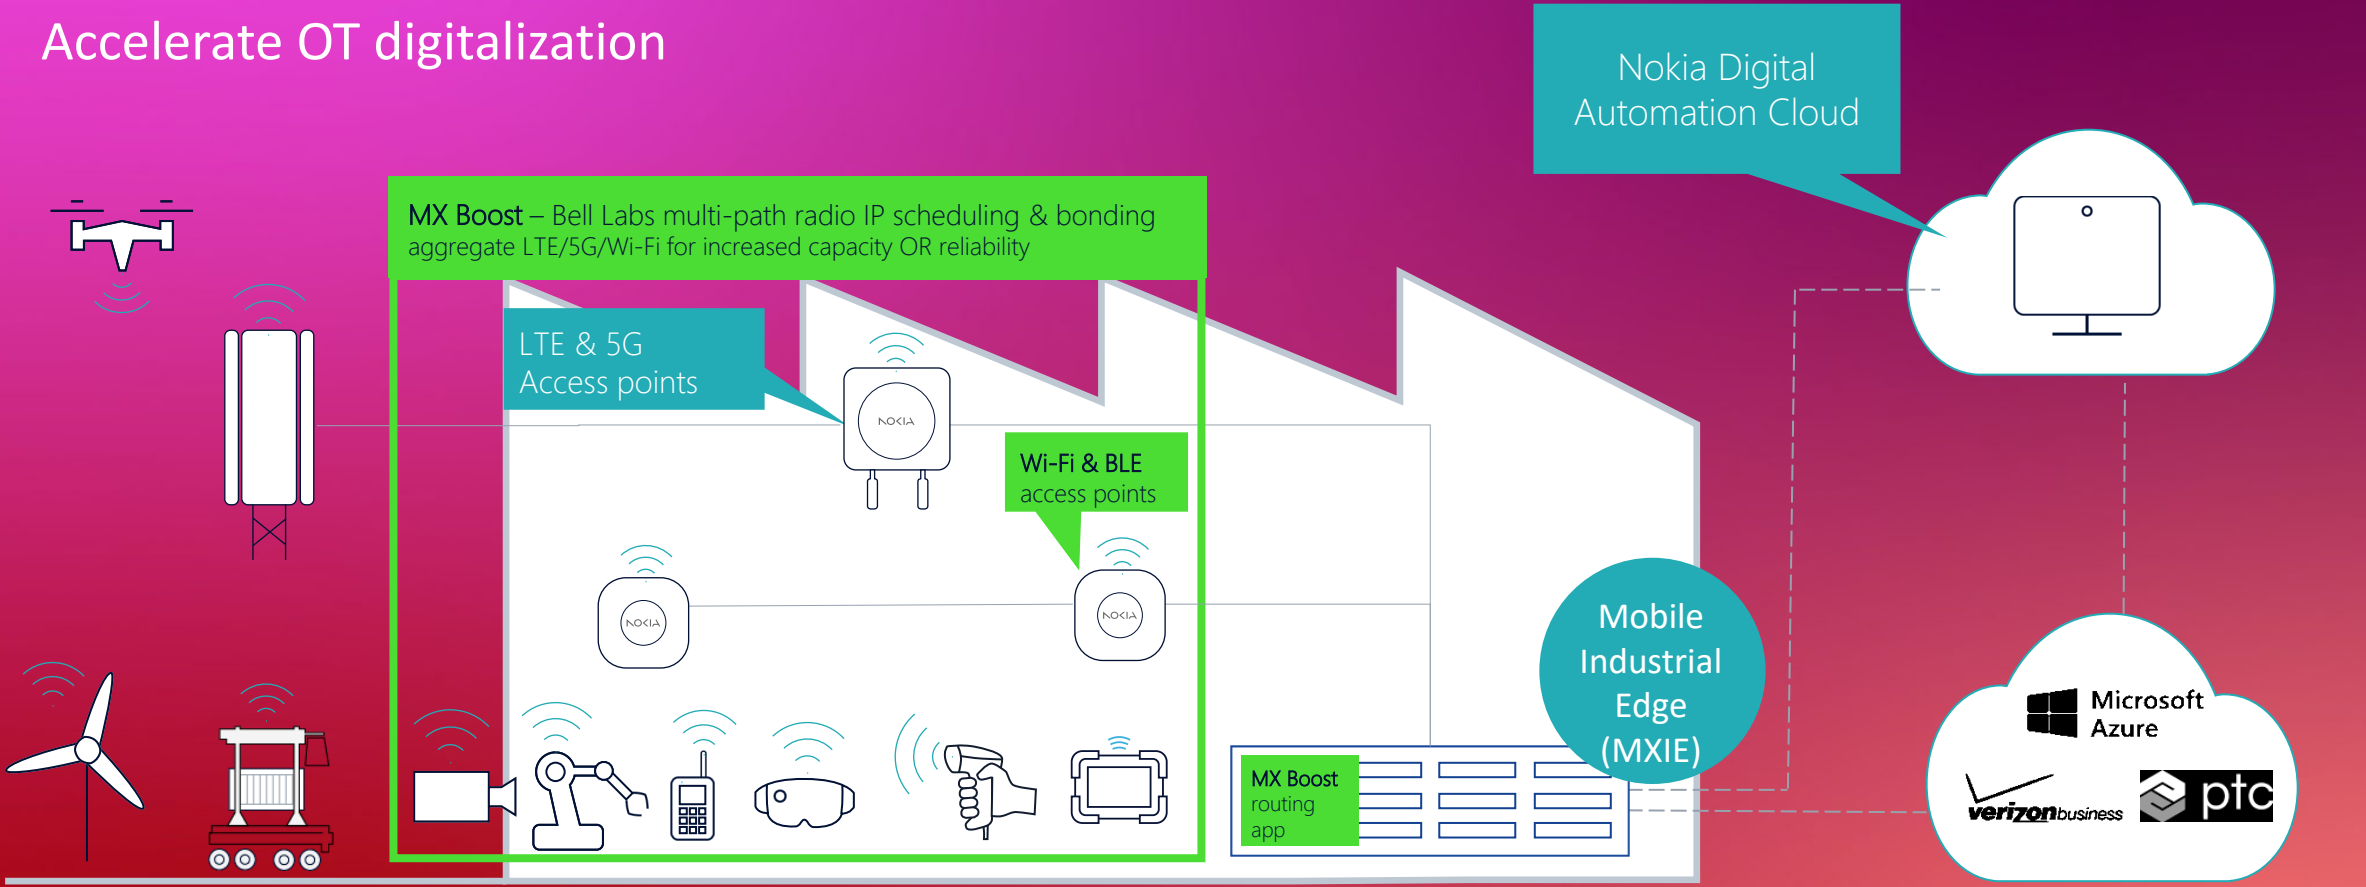 Accelerate OT digitalization
Nokia Digital
Automation Cloud
MX Boost – Bell Labs multi-path radio IP scheduling & bonding
aggregate LTE/5G/Wi-Fi for increased capacity OR reliability
LTE & 5G
Access points
NOKIA
Wi-Fi & BLE
access points
NOKIA
NOKIA
Mobile
Industrial
Edge
(MXIE)
MX Boost
routing
app
Microsoft
Azure
verizon business
ptc